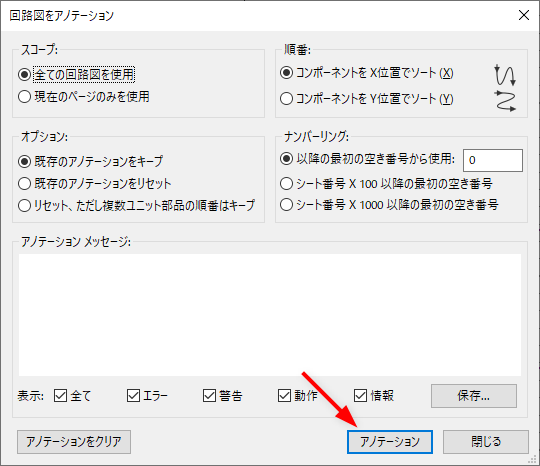 回路図をアノテーション
スコープ:
全ての回路図を使用
現在のページのみを使用
順番:
コンポーネントを X位置でソート (X)
コンポーネントを Y位置でソート (Y)
オプション:
既存のアノテーションをキープ
既存のアノテーションをリセット
リセット、ただし複数ユニット部品の順番はキープ
ナンバーリング:
以降の最初の空き番号から使用: 0
シート番号 X 100 以降の最初の空き番号
シート番号 X 1000 以降の最初の空き番号
アノテーション メッセージ:
表示: 全て エラー 警告 動作 情報 保存...
アノテーションをクリア アノテーション 閉じる